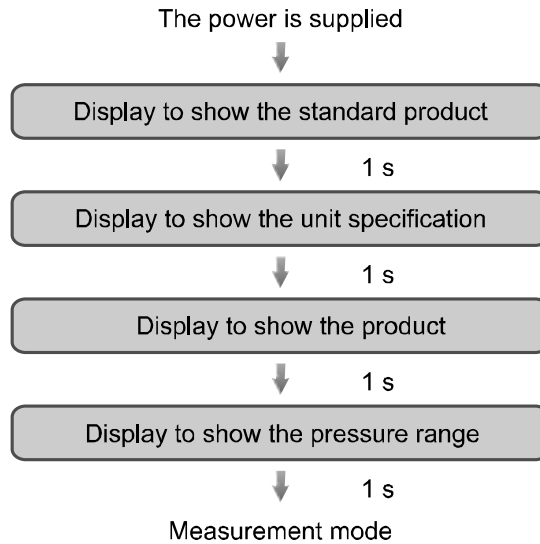 The power is supplied
Display to show the standard product
1 s
Display to show the unit specification
1 s
Display to show the product
1 s
Display to show the pressure range
1 s
Measurement mode